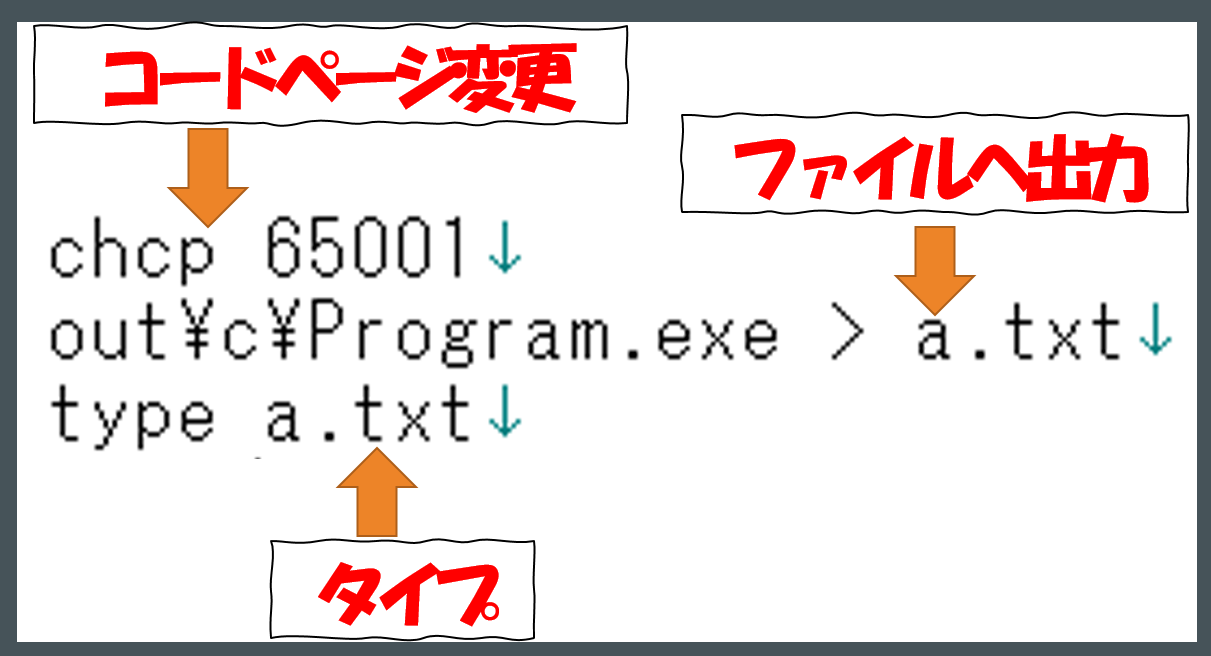 コードページ変更
ファイルへ出力
chcp 65001↓
out¥c¥Program.exe > a.txt↓
type a.txt↓
タイプ